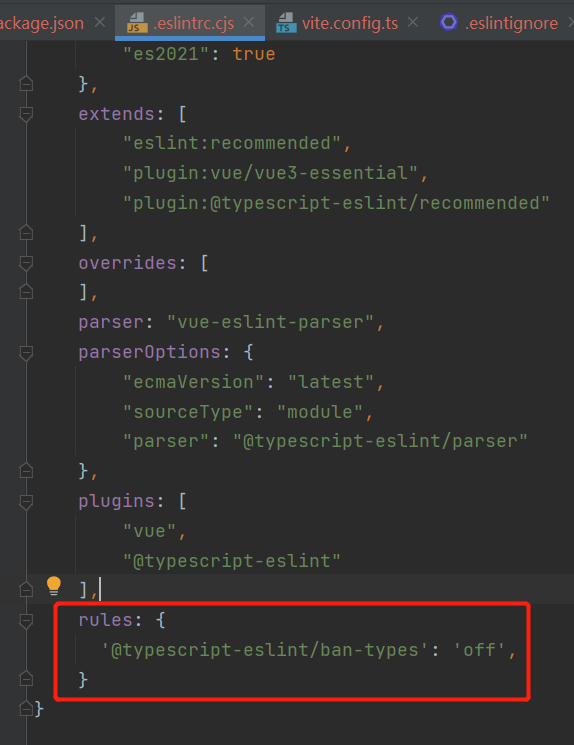 ackage.json
JS .eslintrc.cjs
TS vite.config.ts
.eslintignore
"es2021": true
},
extends: [
"eslint:recommended",
"plugin:vue/vue3-essential",
"plugin:@typescript-eslint/recommended"
],
overrides: [
],
parser: "vue-eslint-parser",
parserOptions: {
"ecmaVersion": "latest",
"sourceType": "module",
"parser": "@typescript-eslint/parser"
},
plugins: [
"vue",
"@typescript-eslint"
],
rules: {
'@typescript-eslint/ban-types': 'off',
}
}